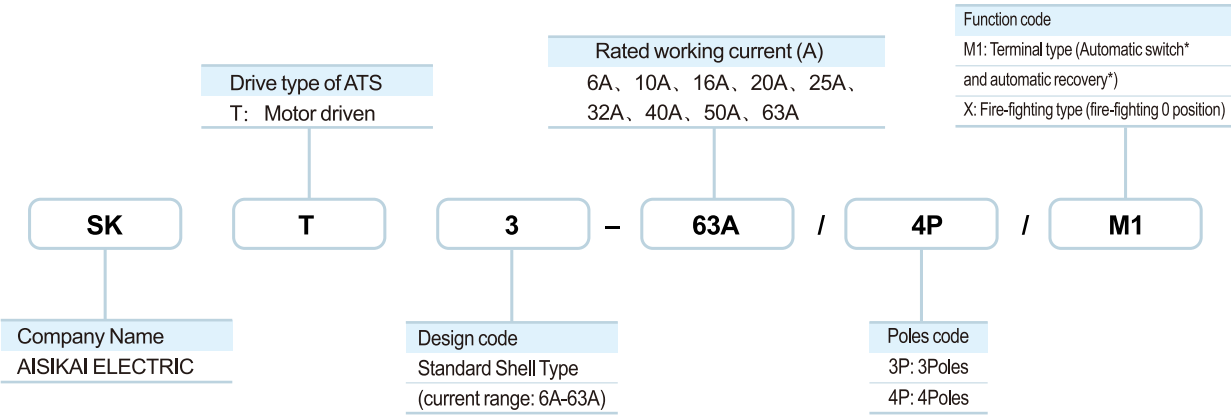 Function code
M1: Terminal type (Automatic switch*
and automatic recovery*)
X: Fire-fighting type (fire-fighting 0 position)
Rated working current (A)
6A、10A、16A、20A、25A、
32A、40A、50A、63A
Drive type of ATS
T: Motor driven
SK T 3 – 63A / 4P / M1
Company Name
AISIKAI ELECTRIC
Design code
Standard Shell Type
(current range: 6A-63A)
Poles code
3P: 3Poles
4P: 4Poles